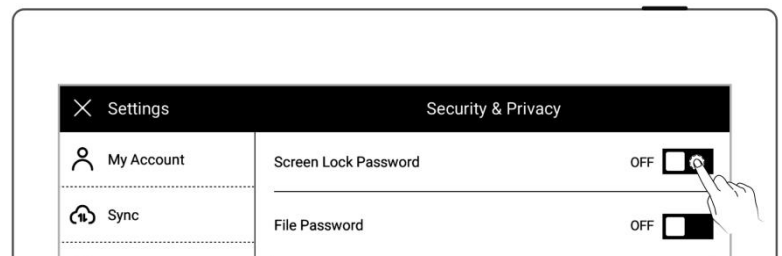 Settings
Security & Privacy
My Account
Screen Lock Password
OFF
Sync
File Password
OFF